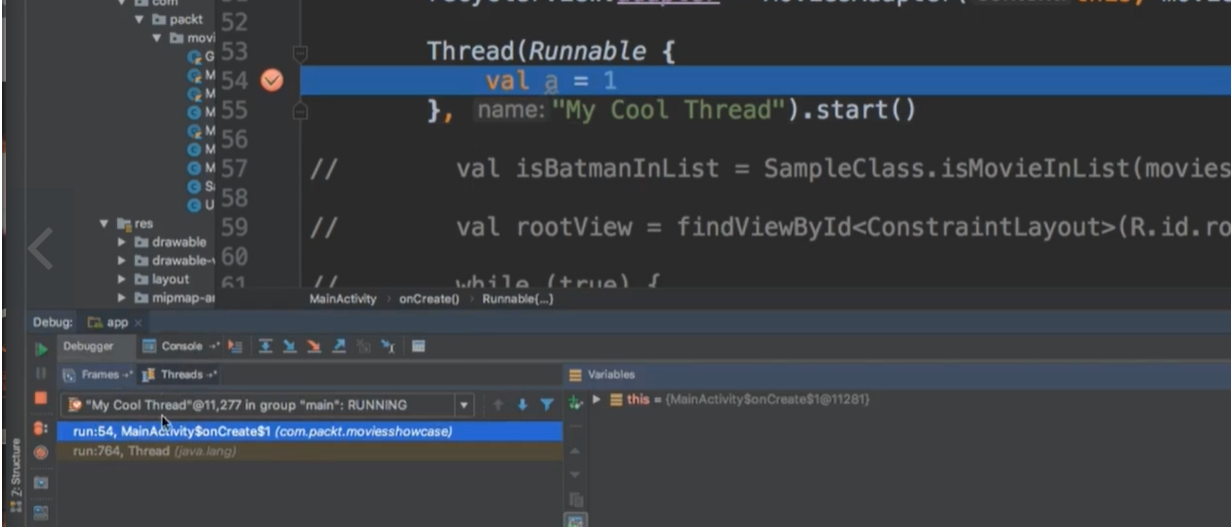 com
packt
movi
G
M
M
M
M
M
M
S
U
res
drawable
drawable-v
layout
mipmap-an
52
53 Thread(Runnable {
54 val a = 1
55 }, name: "My Cool Thread").start()
56
57 // val isBatmanInList = SampleClass.isMovieInList(movies
58
59 // val rootView = findViewById<ConstraintLayout>(R.id.ro
60
61 // while (true) {
MainActivity onCreate() Runnable{...}
Debug: app
Debugger Console
Frames Threads
Variables
"My Cool Thread"@11,277 in group "main": RUNNING
this = {MainActivity$onCreate$1@11281}
run:54, MainActivity$onCreate$1 (com.packt.moviesshowcase)
run:764, Thread (java.lang)
Z: Structure